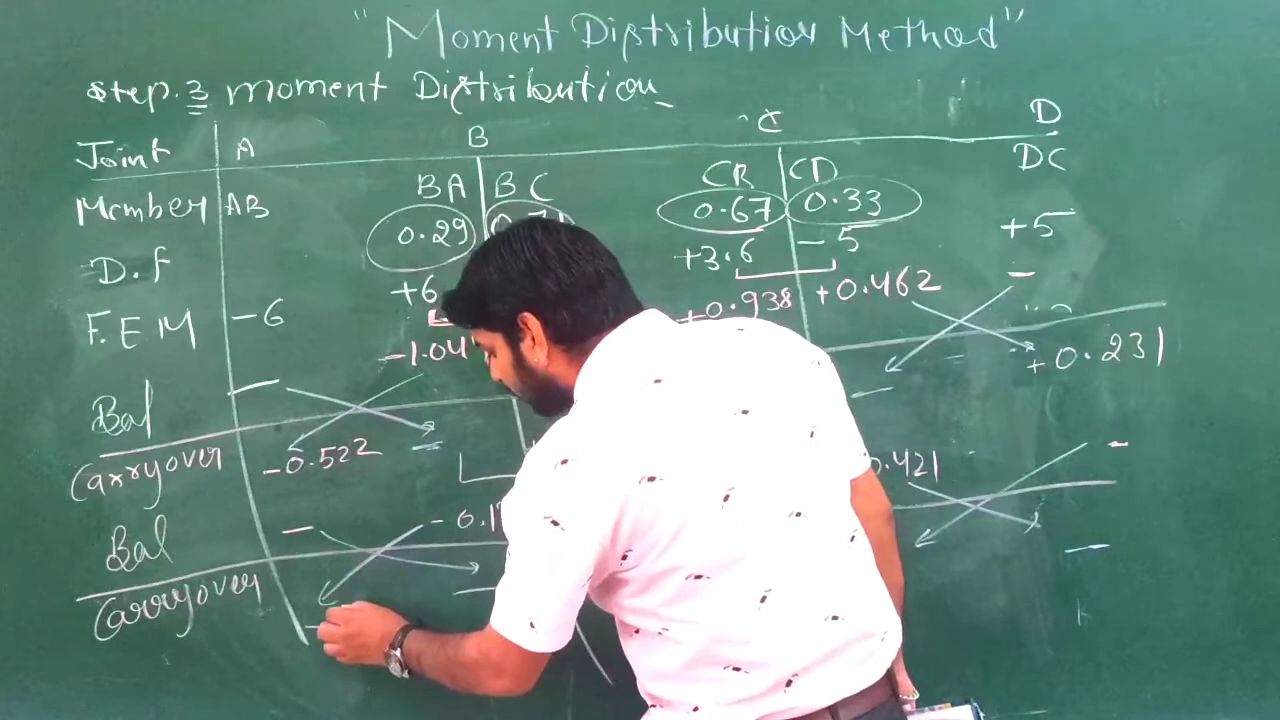 "Moment Distribution Method"
Step.3 moment Distribution
Joint A B C D
Member AB BA BC CB CD DC
D.F 0.29 0.67 0.33
F.E.M -6 +6 +3.6 -5 +5
Bal - -1.04 +0.938 +0.462 -
Carryover -0.522 - - +0.231
Bal - -0.1 0.421 -
Carryover - - -